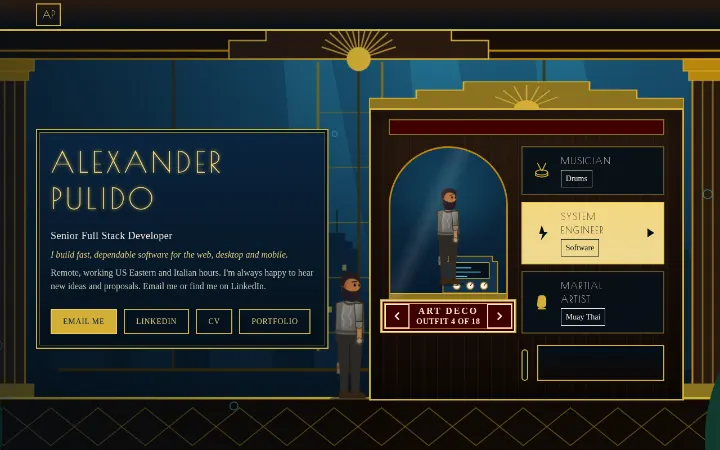 AP
ALEXANDER
PULIDO
Senior Full Stack Developer
I build fast, dependable software for the web, desktop and mobile.
Remote, working US Eastern and Italian hours. I'm always happy to hear
new ideas and proposals. Email me or find me on LinkedIn.
EMAIL ME
LINKEDIN
CV
PORTFOLIO
ART DECO
OUTFIT 4 OF 18
MUSICIAN
Drums
SYSTEM
ENGINEER
Software
MARTIAL
ARTIST
Muay Thai